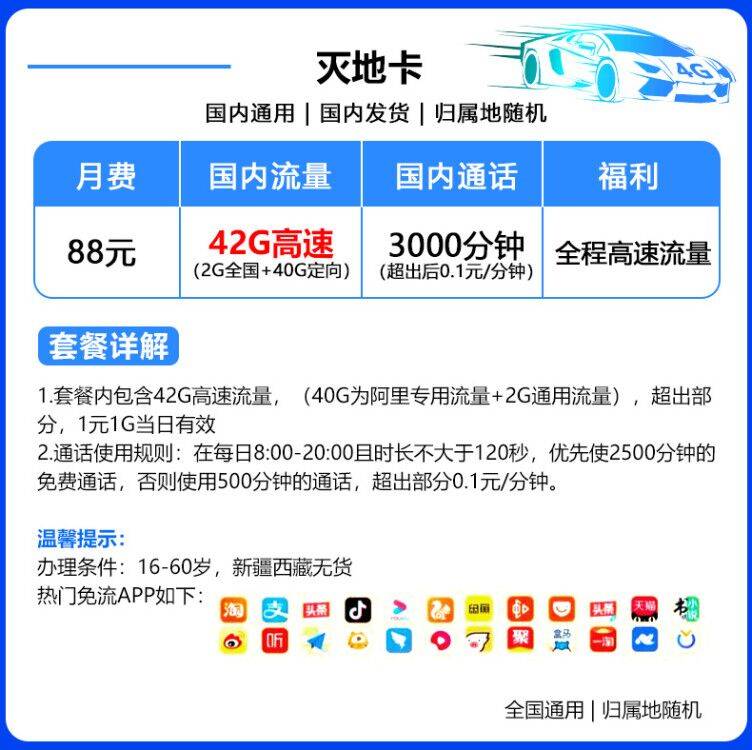 灭地卡
4G
国内通用 | 国内发货 | 归属地随机
月费 国内流量 国内通话 福利
88元 42G高速 3000分钟 全程高速流量
（2G全国+40G定向） （超出后0.1元/分钟）
套餐详解
1.套餐内包含42G高速流量，（40G为阿里专用流量+2G通用流量），超出部
分，1元1G当日有效
2.通话使用规则：在每日8:00-20:00且时长不大于120秒，优先使2500分钟的
免费通话，否则使用500分钟的通话，超出部分0.1元/分钟。
温馨提示：
办理条件：16-60岁，新疆西藏无货
热门免流APP如下：
淘 支 头条 头条 天猫 书 小说
听 聚 盒马 一淘
全国通用 | 归属地随机